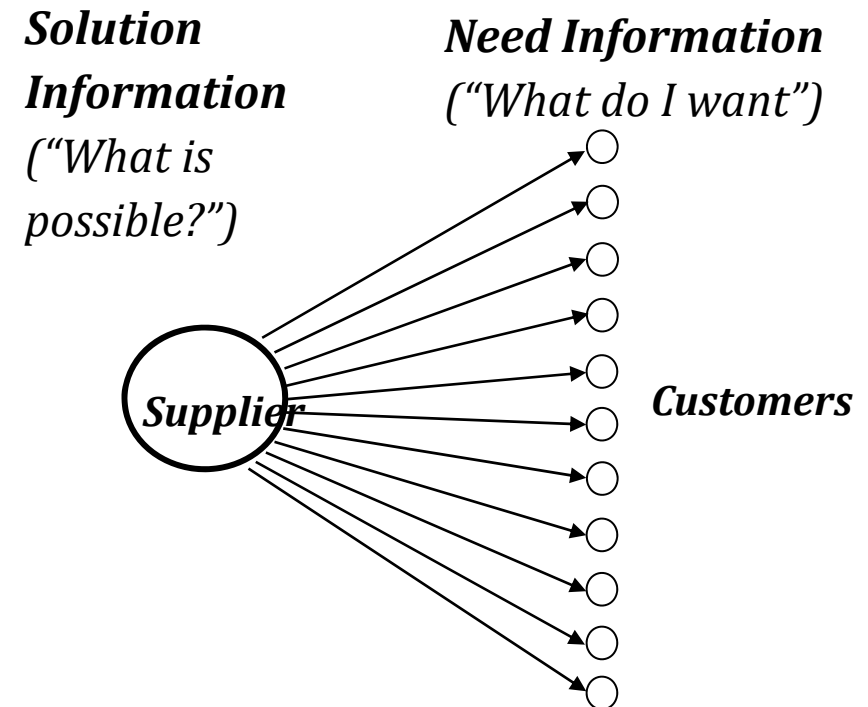 Solution
Information
(“What is
possible?”)
Need Information
(“What do I want”)
Supplier
Customers